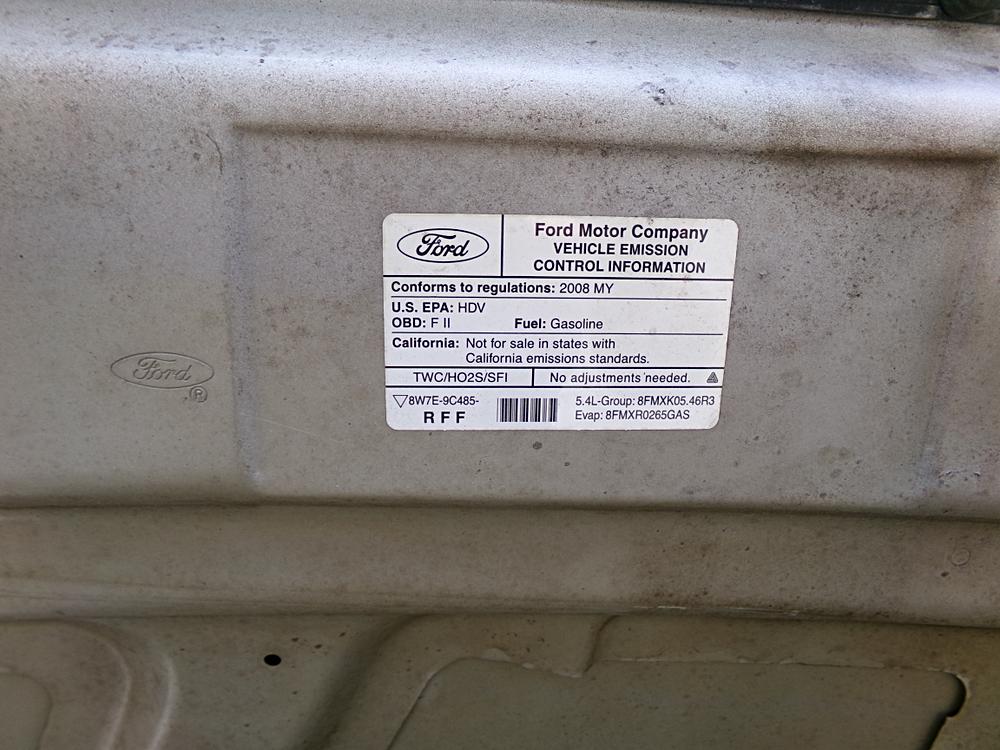 Ford
Ford Motor Company
VEHICLE EMISSION
CONTROL INFORMATION
Conforms to regulations: 2008 MY
U.S. EPA: HDV
OBD: F II Fuel: Gasoline
California: Not for sale in states with
California emissions standards.
TWC/HO2S/SFI No adjustments needed.
8W7E-9C485-
R F F
5.4L-Group: 8FMXK05.46R3
Evap: 8FMXR0265GAS
Ford
®